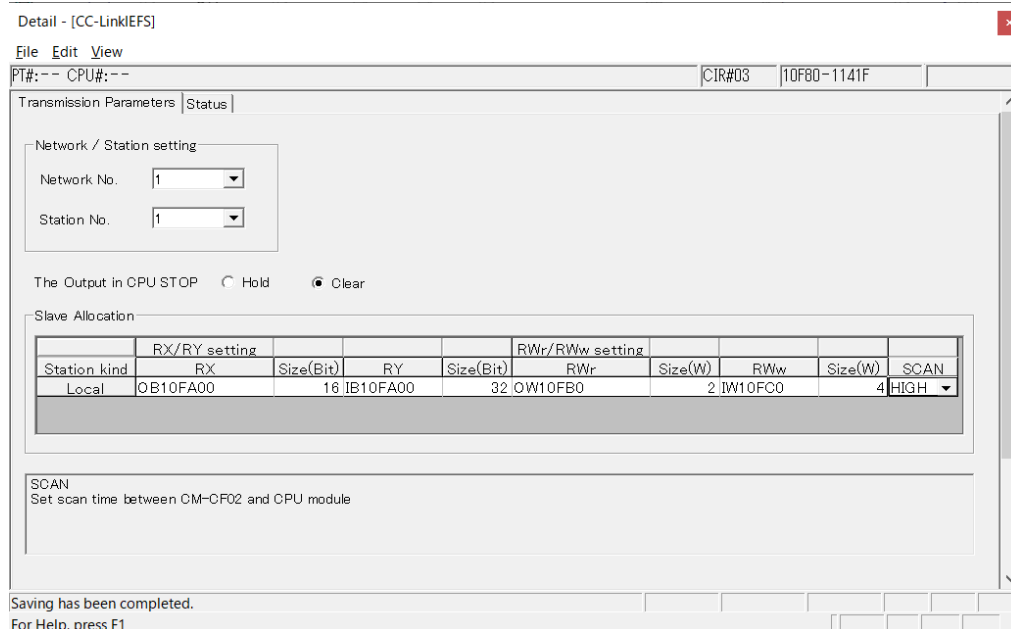 Detail - [CC-LinkIEFS]
File Edit View
PT#:-- CPU#:-- CIR#03 10F80-1141F
Transmission Parameters Status
Network / Station setting
Network No. 1
Station No. 1
The Output in CPU STOP Hold Clear
Slave Allocation
RX/RY setting RWr/RWw setting
Station kind RX Size(Bit) RY Size(Bit) RWr Size(W) RWw Size(W) SCAN
Local OB10FA00 16 IB10FA00 32 OW10FB0 2 IW10FC0 4 HIGH
SCAN
Set scan time between CM-CF02 and CPU module
Saving has been completed.
For Help, press F1